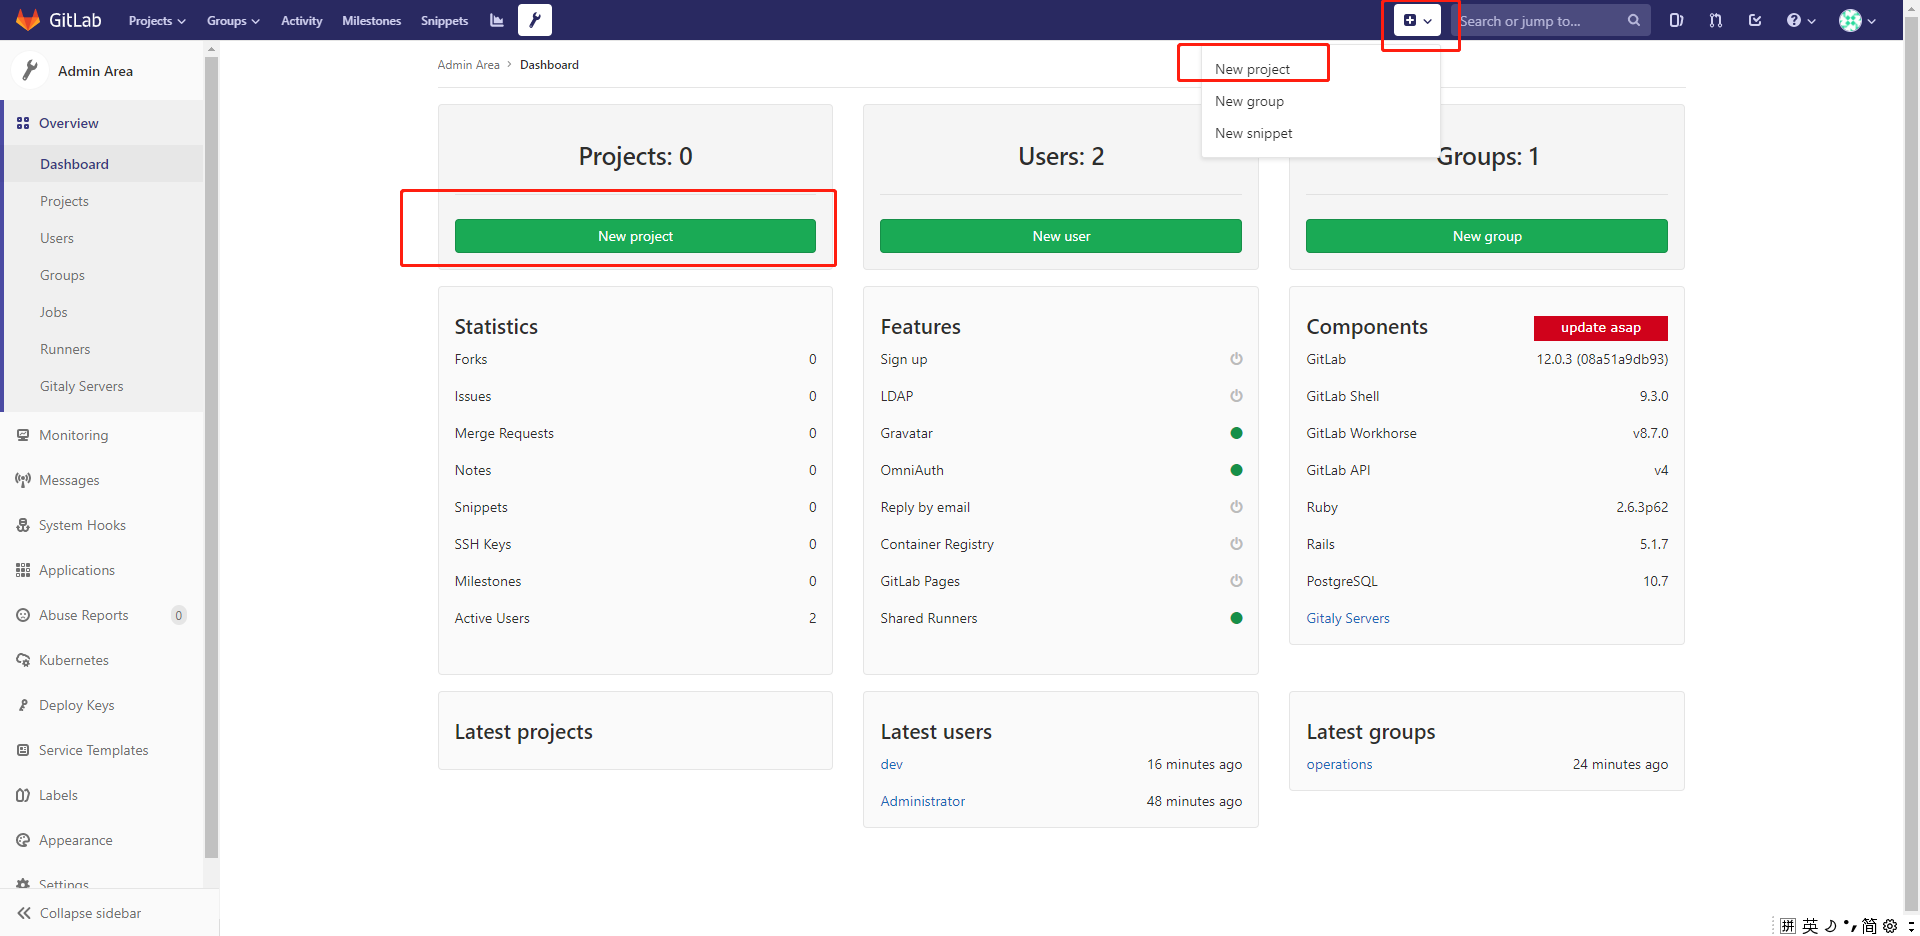 GitLab Projects Groups Activity Milestones Snippets Search or jump to...
Admin Area
Overview
Dashboard
Projects
Users
Groups
Jobs
Runners
Gitaly Servers
Monitoring
Messages
System Hooks
Applications
Abuse Reports 0
Kubernetes
Deploy Keys
Service Templates
Labels
Appearance
Settings
Collapse sidebar
Admin Area > Dashboard
New project
New group
New snippet
Projects: 0
New project
Users: 2
New user
Groups: 1
New group
Statistics
Forks 0
Issues 0
Merge Requests 0
Notes 0
Snippets 0
SSH Keys 0
Milestones 0
Active Users 2
Features
Sign up
LDAP
Gravatar
OmniAuth
Reply by email
Container Registry
GitLab Pages
Shared Runners
Components update asap
GitLab 12.0.3 (08a51a9db93)
GitLab Shell 9.3.0
GitLab Workhorse v8.7.0
GitLab API v4
Ruby 2.6.3p62
Rails 5.1.7
PostgreSQL 10.7
Gitaly Servers
Latest projects
Latest users
dev 16 minutes ago
Administrator 48 minutes ago
Latest groups
operations 24 minutes ago
拼 英 简